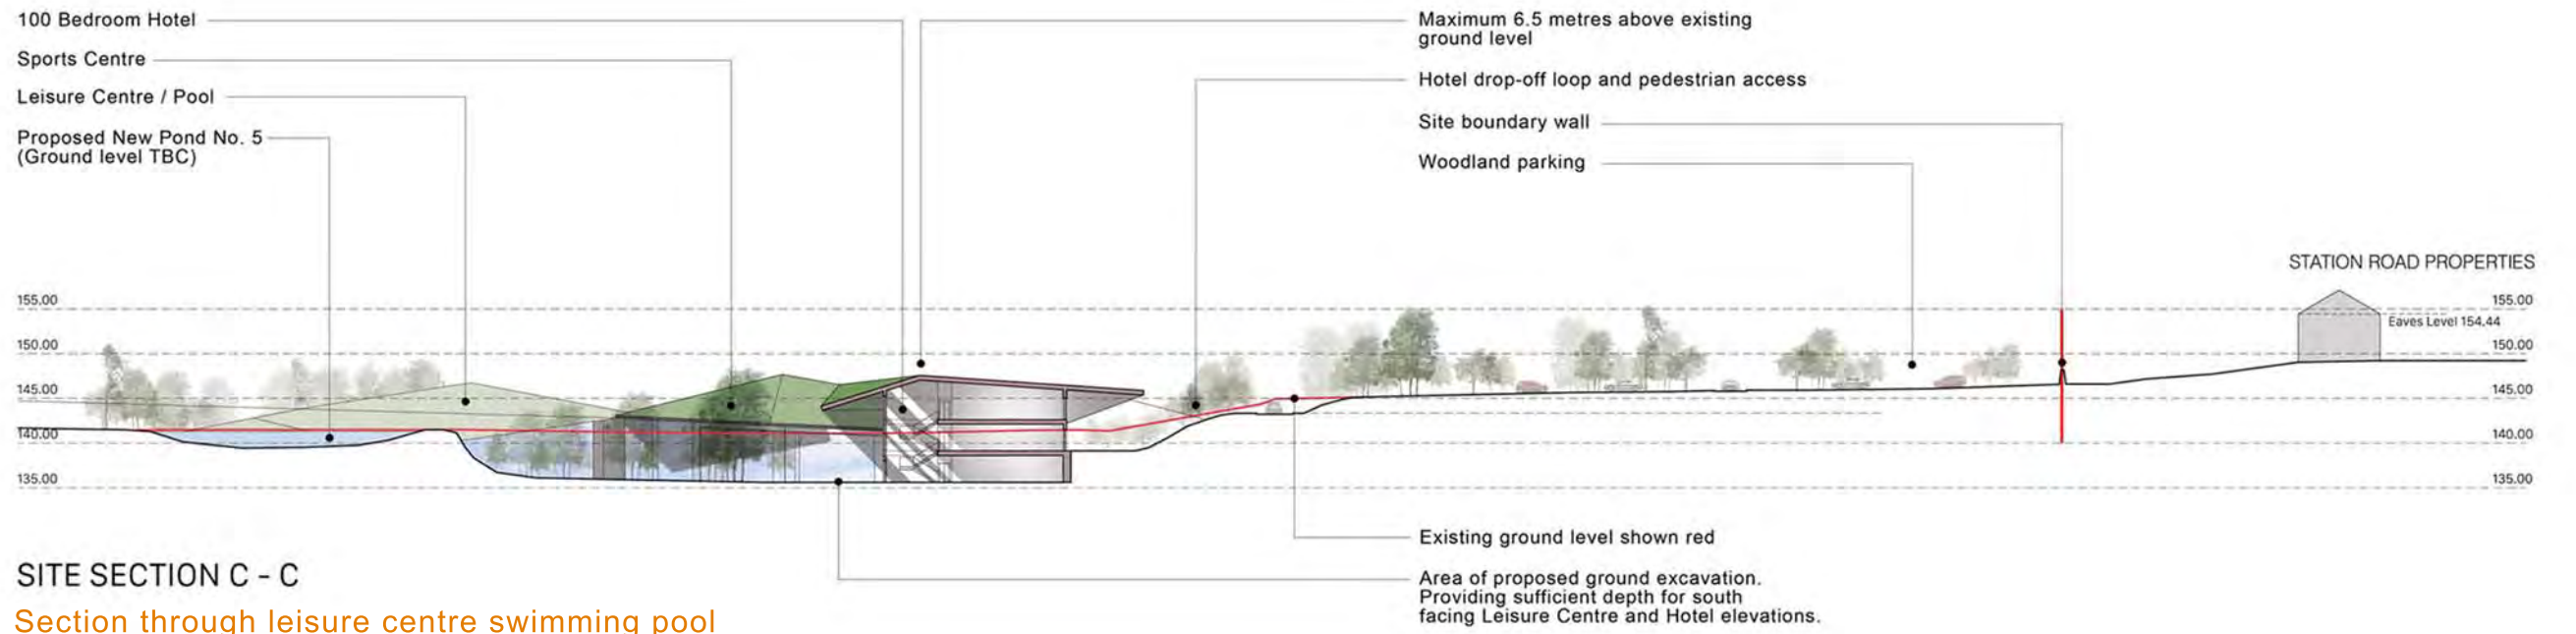 100 Bedroom Hotel
Sports Centre
Leisure Centre / Pool
Proposed New Pond No. 5
(Ground level TBC)
Maximum 6.5 metres above existing
ground level
Hotel drop-off loop and pedestrian access
Site boundary wall
Woodland parking
STATION ROAD PROPERTIES
155.00
155.00
Eaves Level 154.44
150.00
150.00
145.00
145.00
140.00
140.00
135.00
135.00
Existing ground level shown red
Area of proposed ground excavation.
Providing sufficient depth for south
facing Leisure Centre and Hotel elevations.
SITE SECTION C - C
Section through leisure centre swimming pool